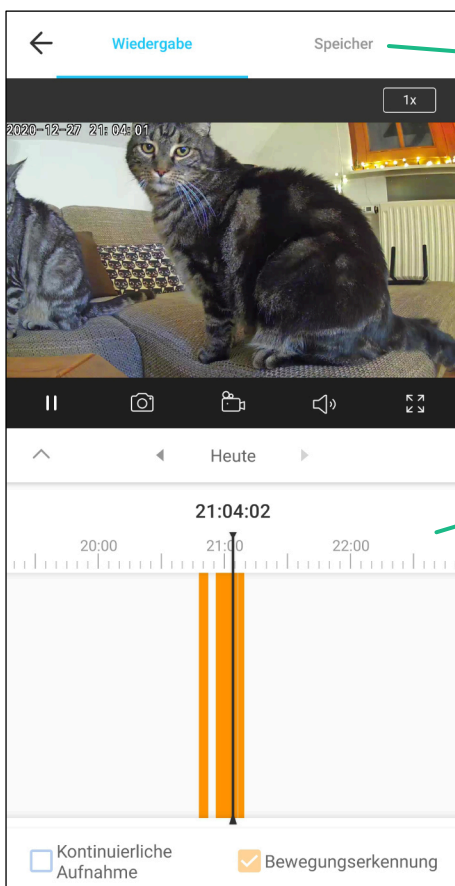 Wiedergabe Speicher
1x
2020-12-27 21:04:01
Heute
21:04:02
20:00 21:00 22:00
Kontinuierliche
Aufnahme
Bewegungserkennung